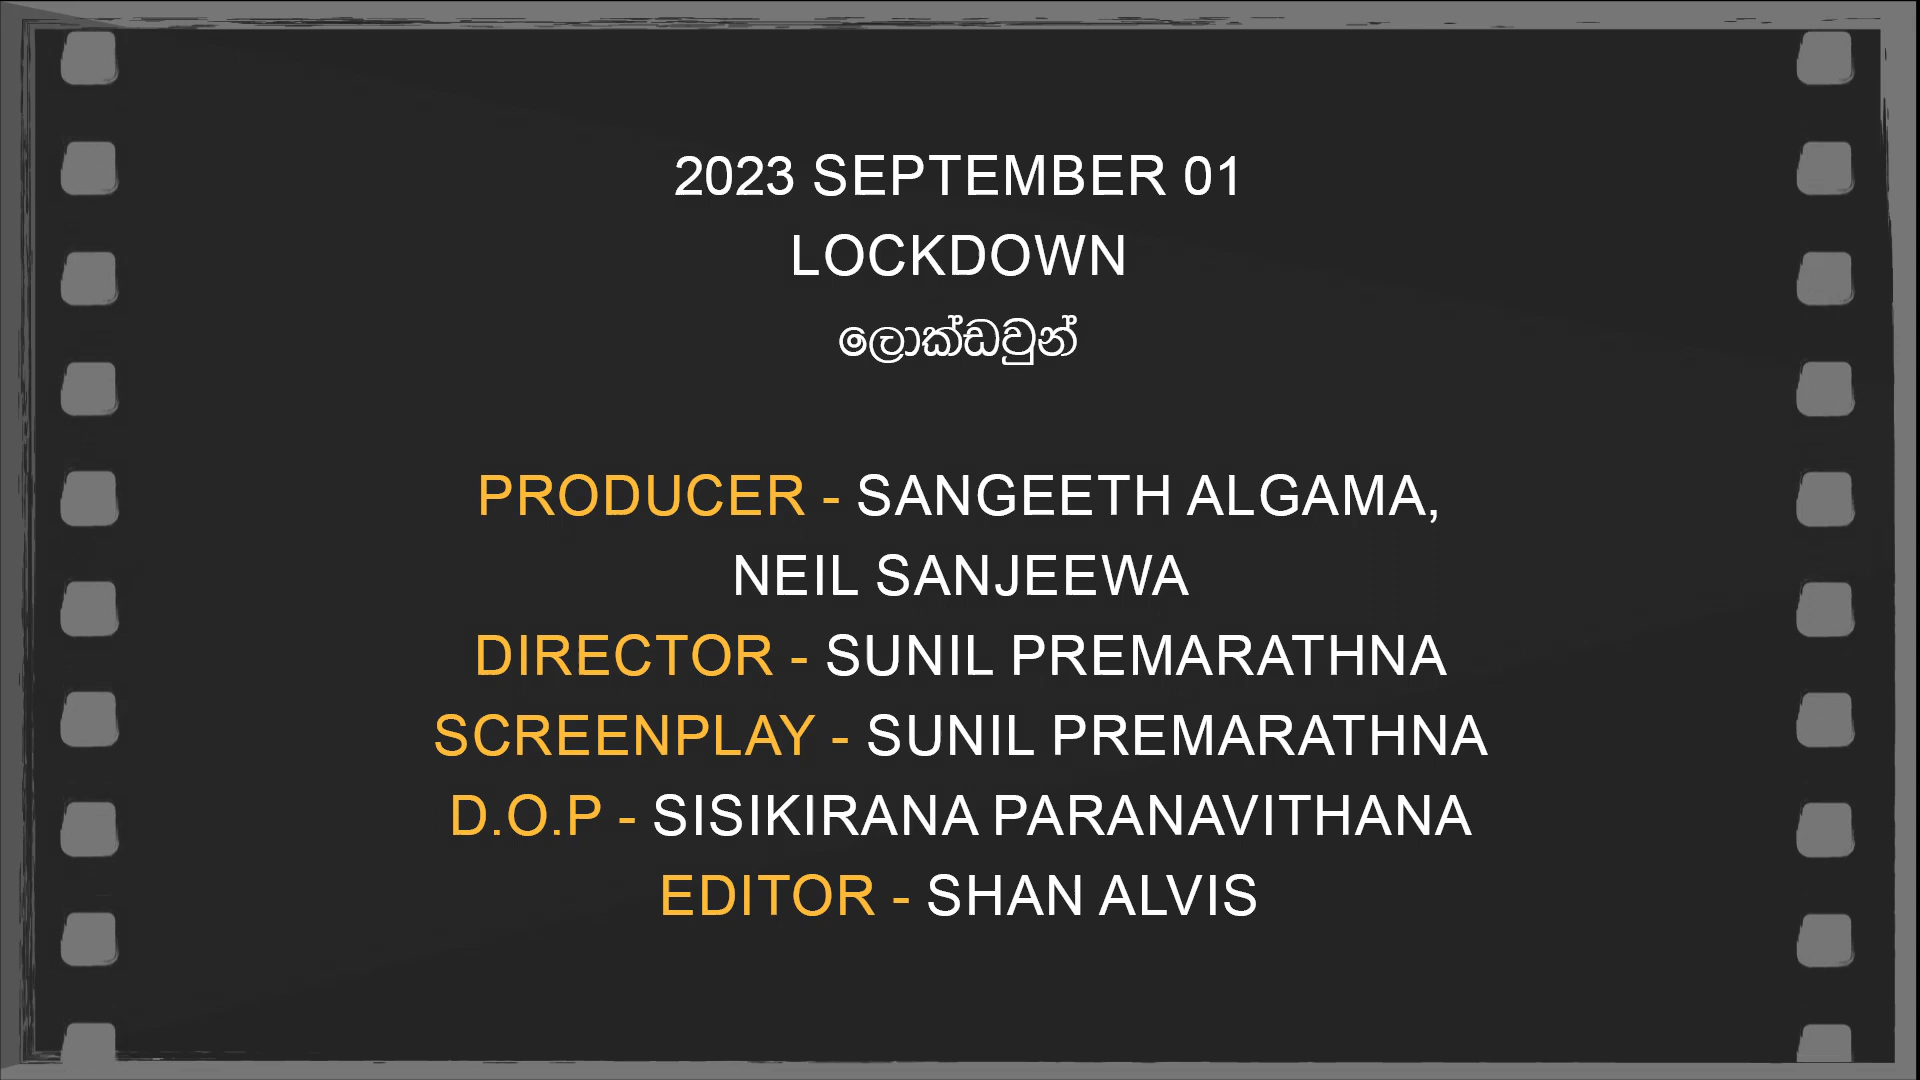 2023 SEPTEMBER 01
LOCKDOWN
ලොක්ඩවුන්
PRODUCER - SANGEETH ALGAMA,
NEIL SANJEEWA
DIRECTOR - SUNIL PREMARATHNA
SCREENPLAY - SUNIL PREMARATHNA
D.O.P - SISIKIRANA PARANAVITHANA
EDITOR - SHAN ALVIS